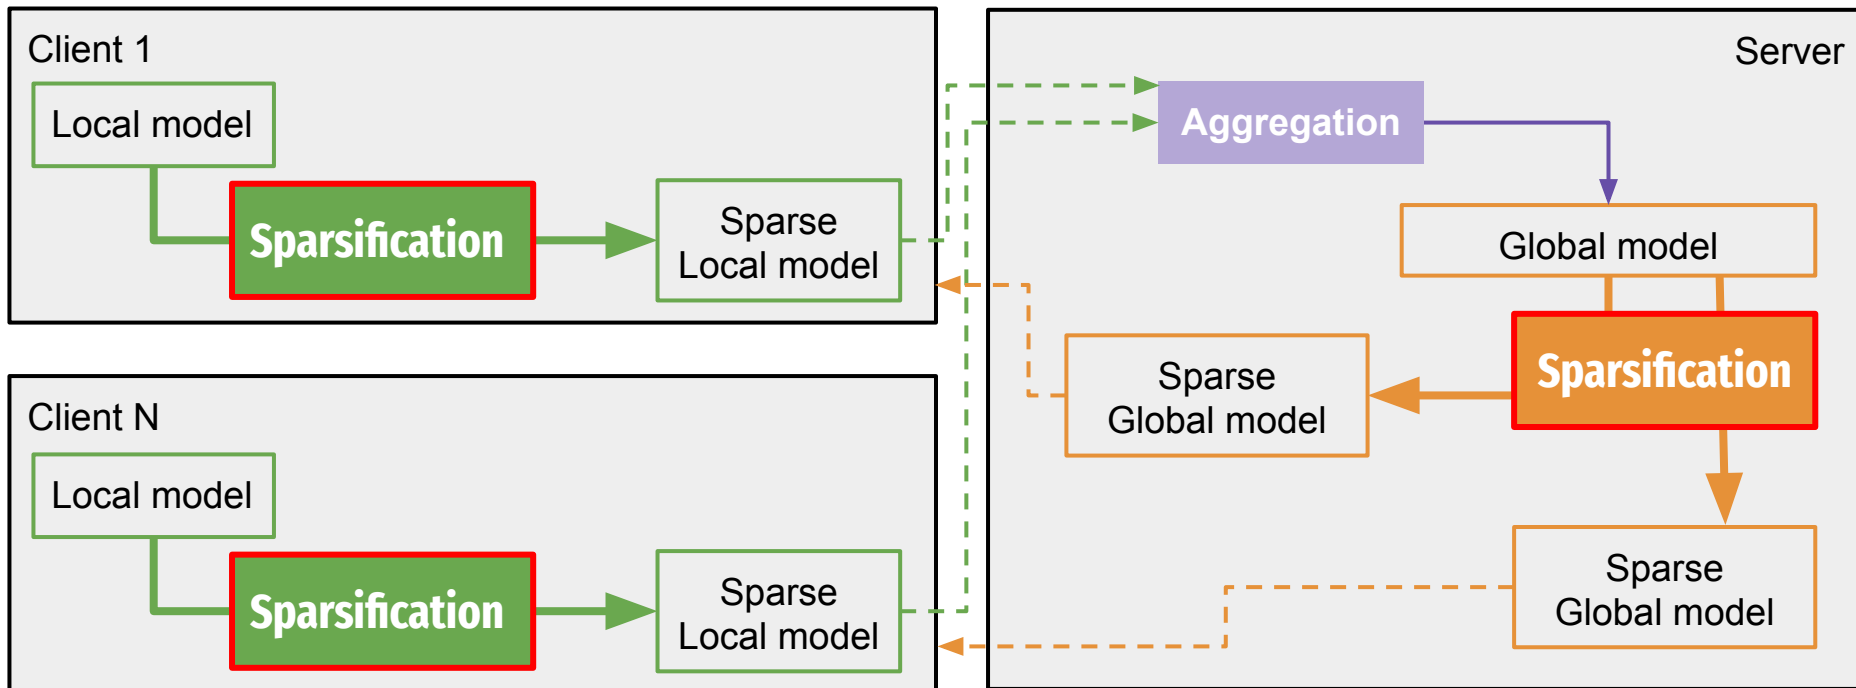 Client 1
Local model
Sparsification
Sparse
Local model
Client N
Local model
Sparsification
Sparse
Local model
Server
Aggregation
Global model
Sparsification
Sparse
Global model
Sparse
Global model